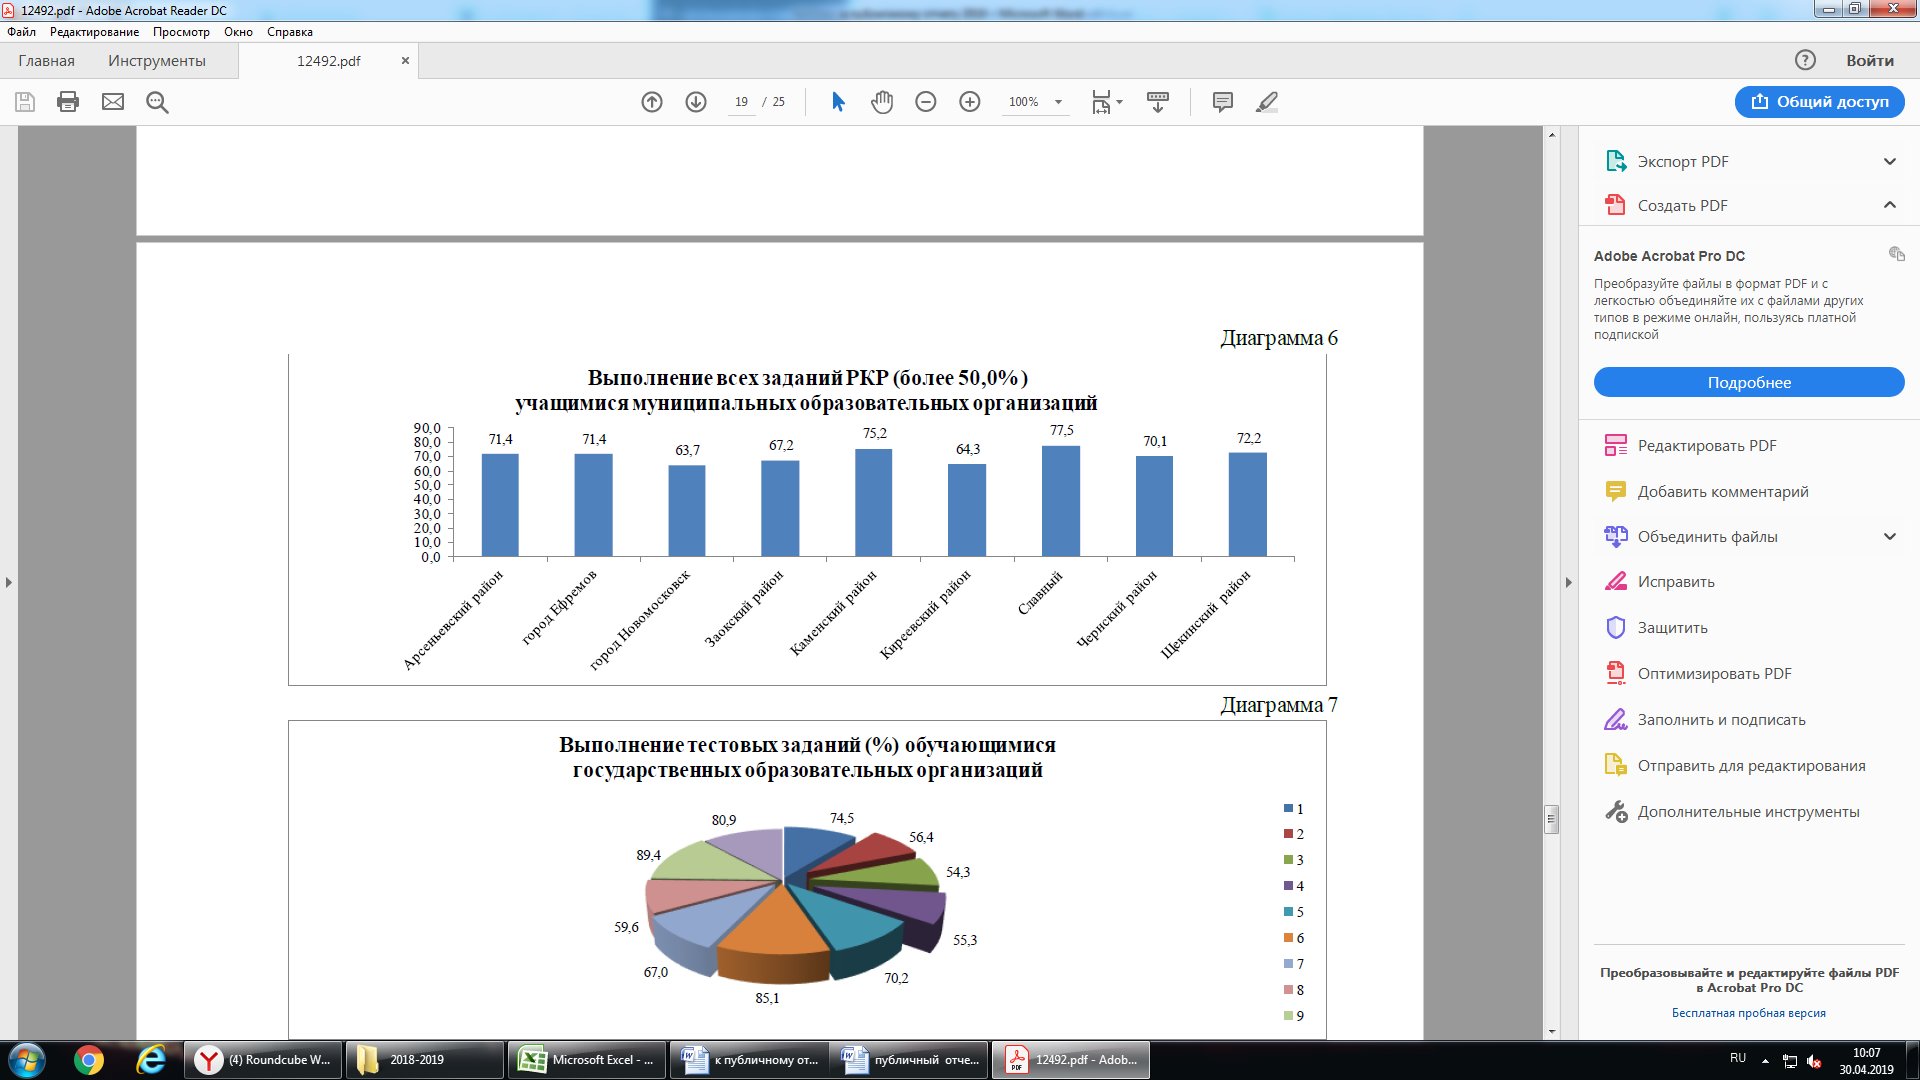 12492.pdf - Adobe Acrobat Reader DC
Файл Редактирование Просмотр Окно Справка
Главная Инструменты 12492.pdf × Войти
19 / 25 100% Общий доступ
Экспорт PDF
Создать PDF
Adobe Acrobat Pro DC
Преобразуйте файлы в формат PDF и с
легкостью объединяйте их с файлами других
типов в режиме онлайн, пользуясь платной
подпиской
Подробнее
Редактировать PDF
Добавить комментарий
Объединить файлы
Исправить
Защитить
Оптимизировать PDF
Заполнить и подписать
Отправить для редактирования
Дополнительные инструменты
Преобразовывайте и редактируйте файлы PDF
в Acrobat Pro DC
Бесплатная пробная версия
Диаграмма 6
Выполнение всех заданий РКР (более 50,0%)
учащимися муниципальных образовательных организаций
90,0
80,0
70,0
60,0
50,0
40,0
30,0
20,0
10,0
0,0
71,4 71,4 63,7 67,2 75,2 64,3 77,5 70,1 72,2
Арсеньевский район
город Ефремов
город Новомосковск
Заокский район
Каменский район
Киреевский район
Славный
Чернский район
Щекинский район
Диаграмма 7
Выполнение тестовых заданий (%) обучающимися
государственных образовательных организаций
74,5
56,4
54,3
55,3
70,2
85,1
67,0
59,6
89,4
80,9
1
2
3
4
5
6
7
8
9
(4) Roundcube W... 2018-2019 Microsoft Excel - ... к публичному от... публичный отче... 12492.pdf - Adob...
RU 10:07
30.04.2019